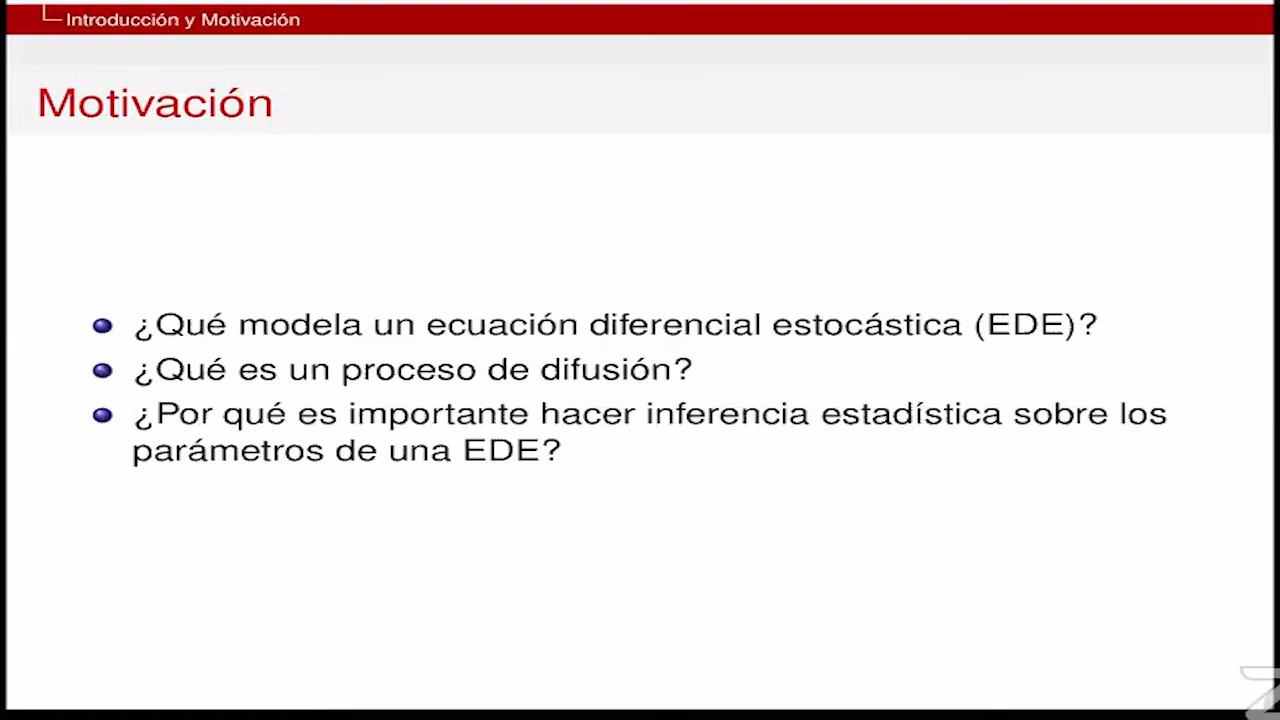 Introducción y Motivación
Motivación
¿Qué modela un ecuación diferencial estocástica (EDE)?
¿Qué es un proceso de difusión?
¿Por qué es importante hacer inferencia estadística sobre los
parámetros de una EDE?